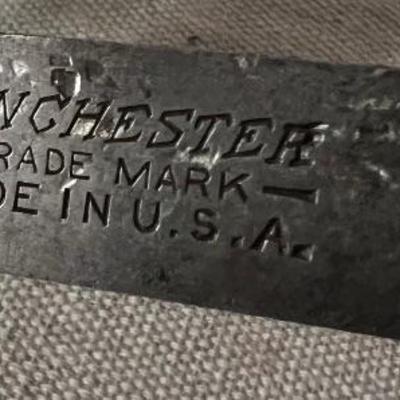 NCHESTER
RADE MARK —
DE IN U.S.A.